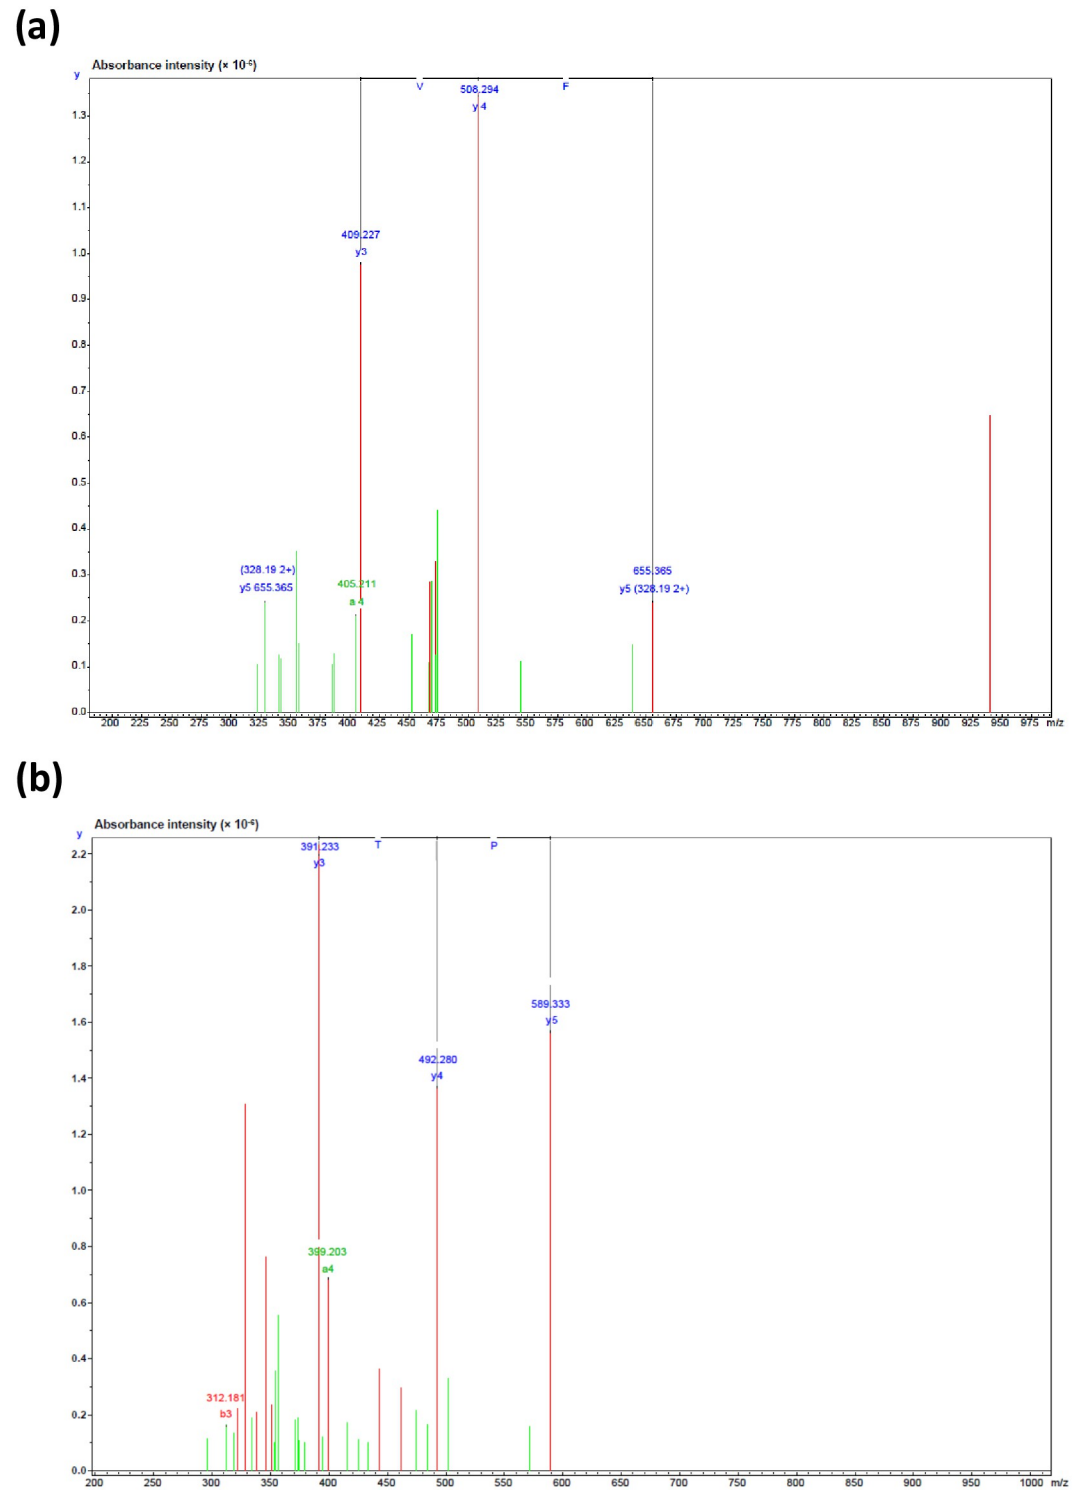 (a)
Absorbance intensity (× 10⁻⁶)
y
V F
508.294
y 4
1.3
1.2
1.1
409.227
y3
1.0
0.9
0.8
0.7
0.6
0.5
0.4
(328.19 2+)
y5 655.365
405.211
a 4
655.365
y5 (328.19 2+)
0.3
0.2
0.1
0.0
200 225 250 275 300 325 350 375 400 425 450 475 500 525 550 575 600 625 650 675 700 725 750 775 800 825 850 875 900 925 950 975 m/z
(b)
Absorbance intensity (× 10⁻⁶)
y
391.233
y3
T P
2.2
2.0
1.8
1.6
589.333
y5
492.280
y4
1.4
1.2
1.0
0.8
399.203
a4
0.6
0.4
312.181
b3
0.2
0.0
200 250 300 350 400 450 500 550 600 650 700 750 800 850 900 950 1000 m/z